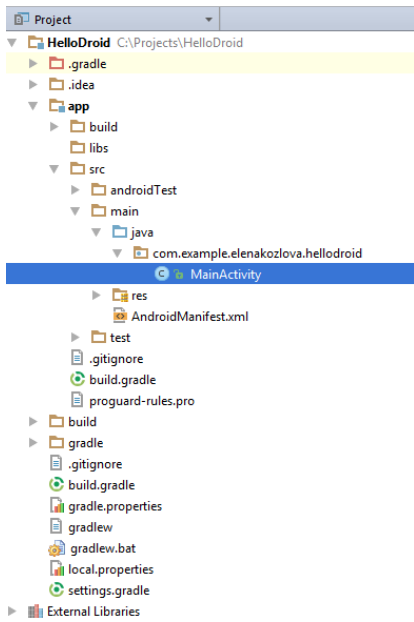 Project
HelloDroid C:\Projects\HelloDroid
.gradle
.idea
app
build
libs
src
androidTest
main
java
com.example.elenakozlova.hellodroid
C MainActivity
res
AndroidManifest.xml
test
.gitignore
build.gradle
proguard-rules.pro
build
gradle
.gitignore
build.gradle
gradle.properties
gradlew
gradlew.bat
local.properties
settings.gradle
External Libraries